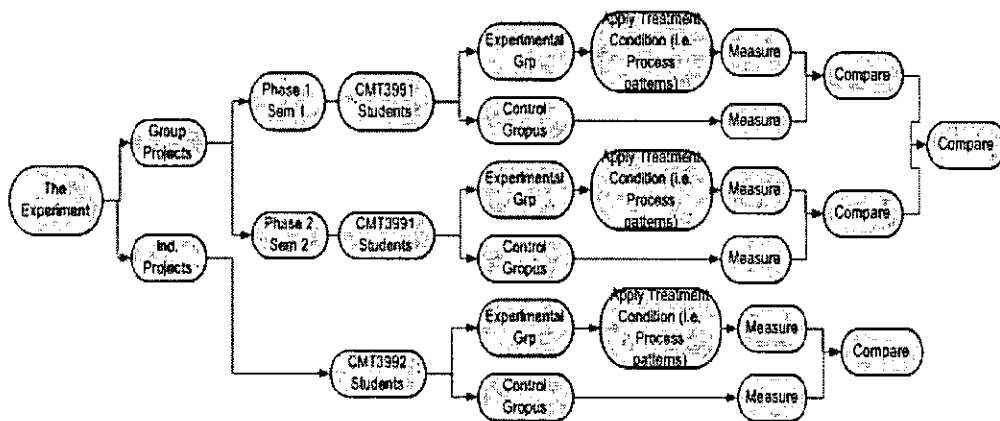 The
Experiment
Group
Projects
Ind.
Projects
Phase 1
Sem 1
CMT3991
Students
Experimental
Grp
Apply Treatment
Condition (i.e.
Process
patterns)
Measure
Control
Gropus
Measure
Compare
Phase 2
Sem 2
CMT3991
Students
Experimental
Grp
Apply Treatment
Condition (i.e.
Process
patterns)
Measure
Control
Gropus
Measure
Compare
Compare
CMT3992
Students
Experimental
Grp
Apply Treatment
Condition (i.e.
Process
patterns)
Measure
Control
Gropus
Measure
Compare